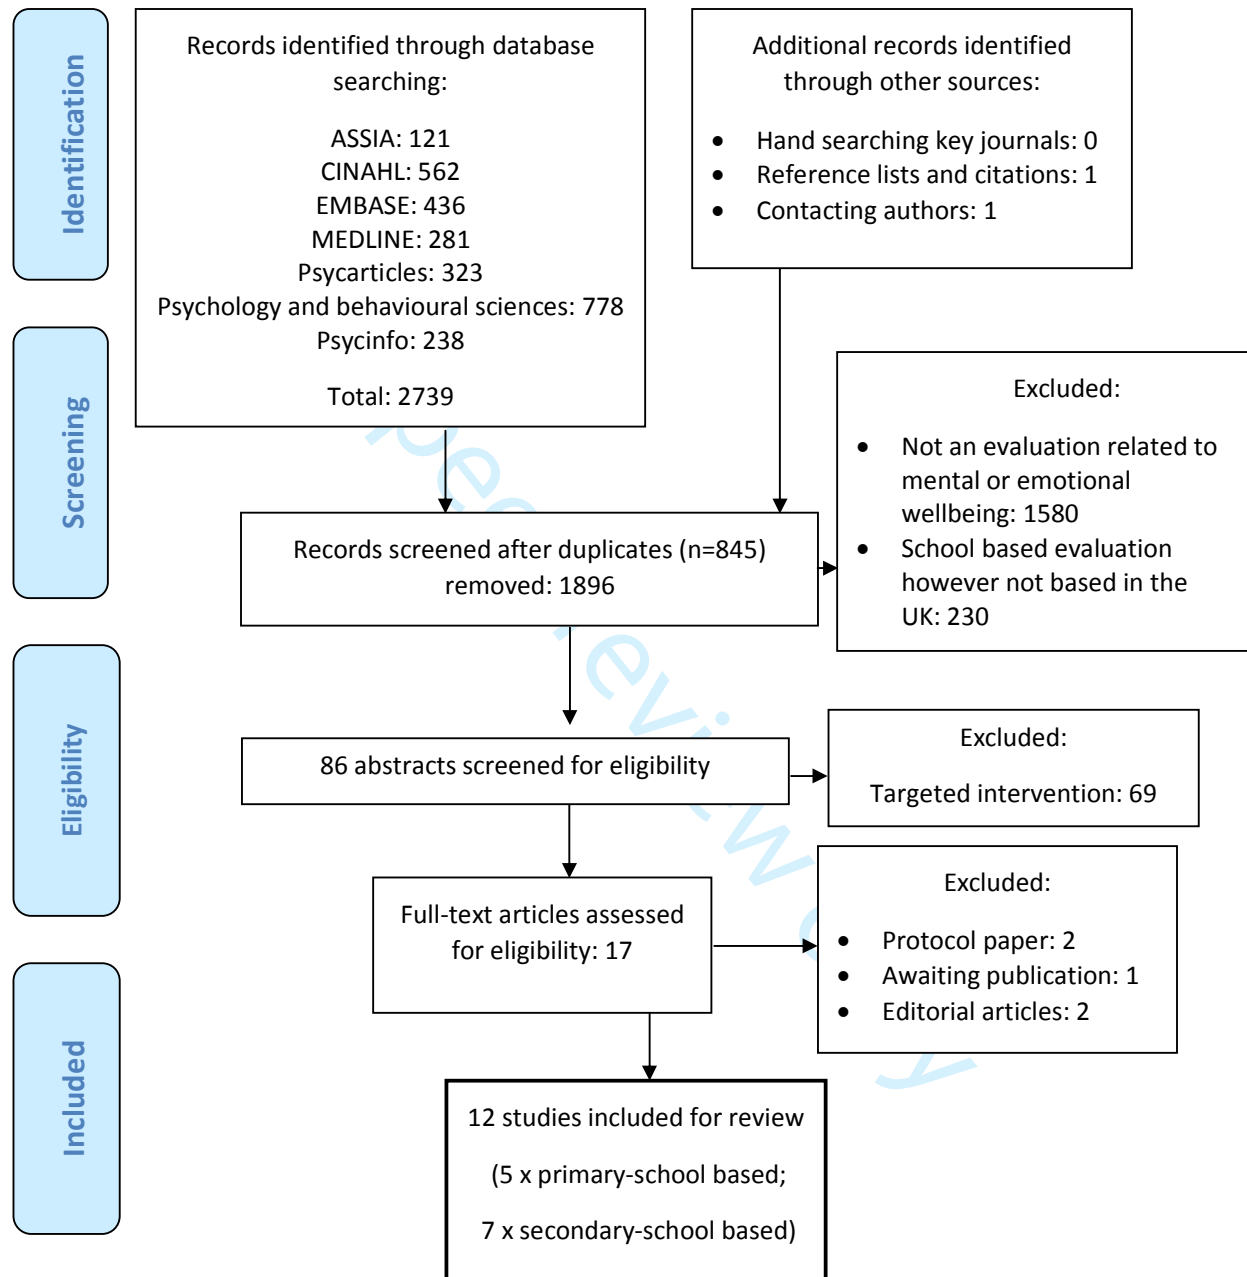 Identification
Records identified through database
searching:
ASSIA: 121
CINAHL: 562
EMBASE: 436
MEDLINE: 281
Psycarticles: 323
Psychology and behavioural sciences: 778
Psycinfo: 238
Total: 2739
Additional records identified
through other sources:
• Hand searching key journals: 0
• Reference lists and citations: 1
• Contacting authors: 1
Screening
Records screened after duplicates (n=845)
removed: 1896
Excluded:
• Not an evaluation related to
mental or emotional
wellbeing: 1580
• School based evaluation
however not based in the
UK: 230
Eligibility
86 abstracts screened for eligibility
Excluded:
Targeted intervention: 69
Full-text articles assessed
for eligibility: 17
Excluded:
• Protocol paper: 2
• Awaiting publication: 1
• Editorial articles: 2
Included
12 studies included for review
(5 x primary-school based;
7 x secondary-school based)